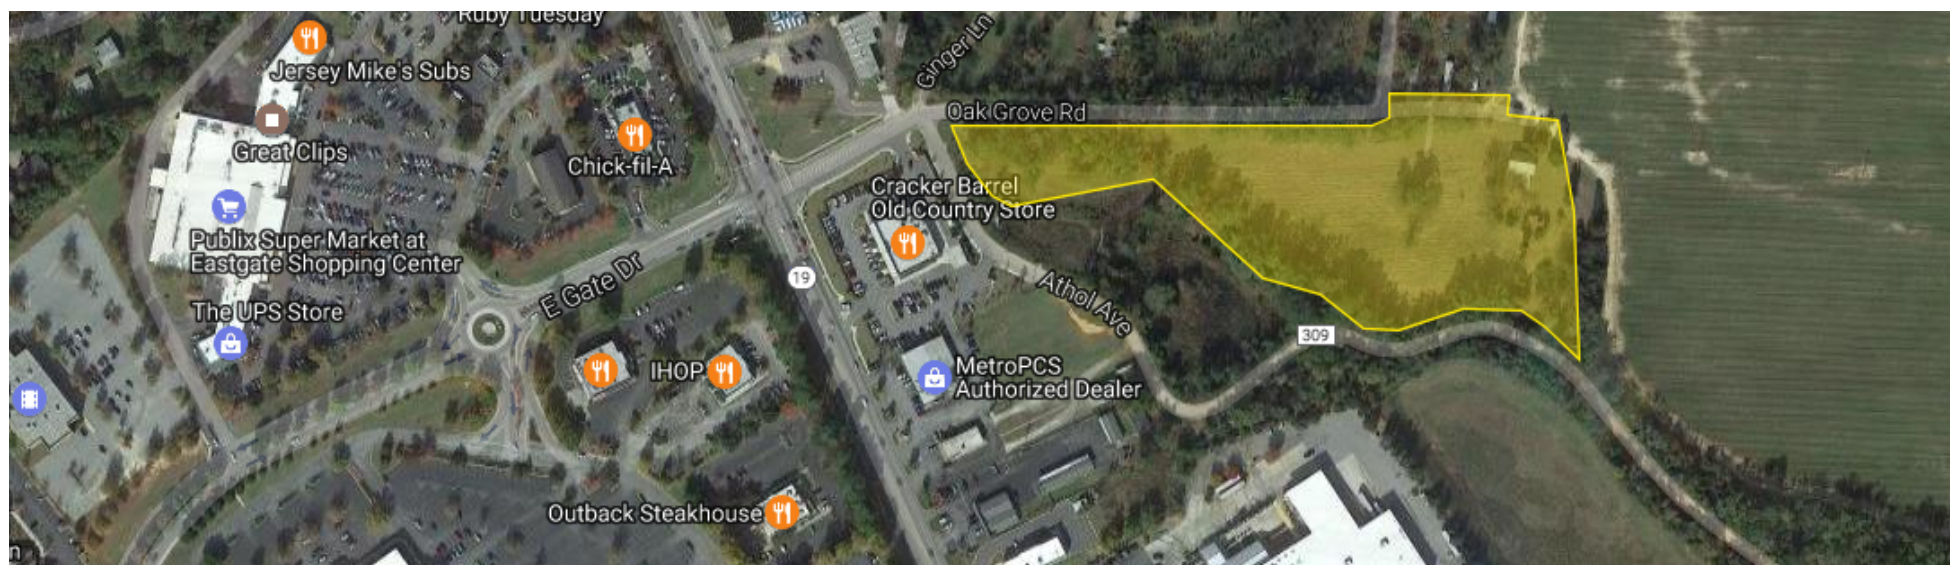 Ruby Tuesday
Jersey Mike's Subs
Ginger Ln
Oak Grove Rd
Great Clips
Chick-fil-A
Cracker Barrel
Old Country Store
Publix Super Market at
Eastgate Shopping Center
E Gate Dr
19
Athol Ave
The UPS Store
309
IHOP
MetroPCS
Authorized Dealer
Outback Steakhouse
n